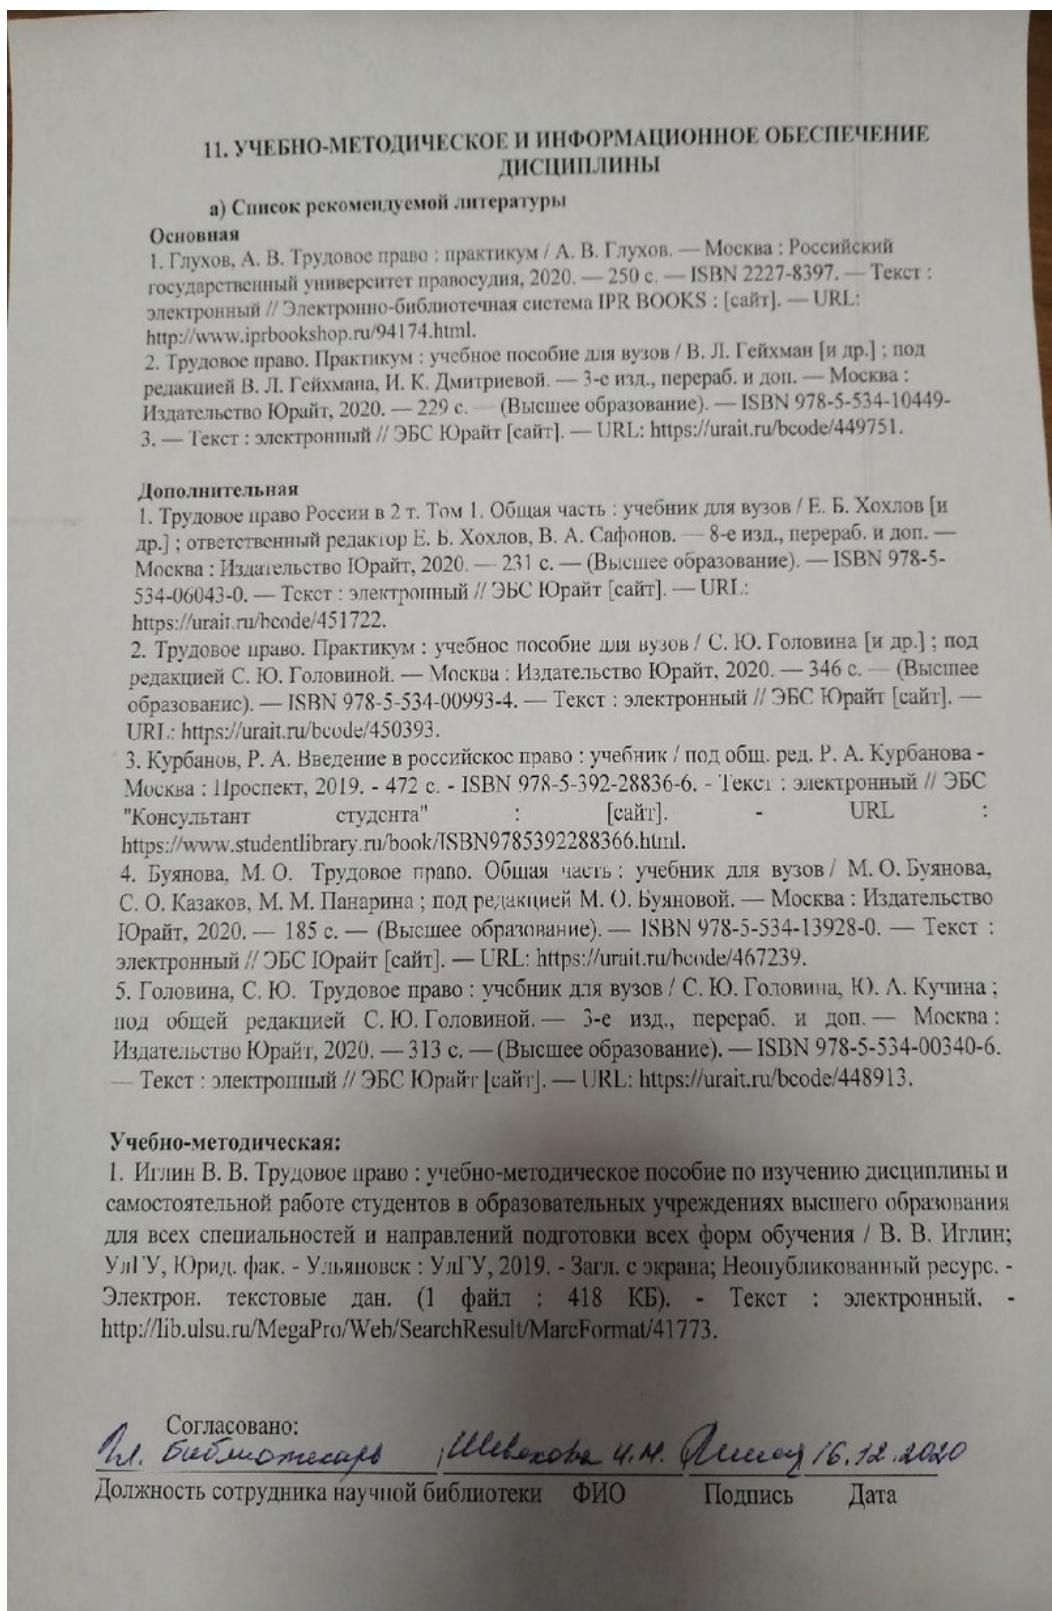 11. УЧЕБНО-МЕТОДИЧЕСКОЕ И ИНФОРМАЦИОННОЕ ОБЕСПЕЧЕНИЕ
ДИСЦИПЛИНЫ
а) Список рекомендуемой литературы
Основная
1. Глухов, А. В. Трудовое право : практикум / А. В. Глухов. — Москва : Российский
государственный университет правосудия, 2020. — 250 с. — ISBN 2227-8397. — Текст :
электронный // Электронно-библиотечная система IPR BOOKS : [сайт]. — URL:
http://www.iprbookshop.ru/94174.html.
2. Трудовое право. Практикум : учебное пособие для вузов / В. Л. Гейхман [и др.] ; под
редакцией В. Л. Гейхмана, И. К. Дмитриевой. — 3-е изд., перераб. и доп. — Москва :
Издательство Юрайт, 2020. — 229 с. — (Высшее образование). — ISBN 978-5-534-10449-
3. — Текст : электронный // ЭБС Юрайт [сайт]. — URL: https://urait.ru/bcode/449751.
Дополнительная
1. Трудовое право России в 2 т. Том 1. Общая часть : учебник для вузов / Е. Б. Хохлов [и
др.] ; ответственный редактор Е. Б. Хохлов, В. А. Сафонов. — 8-е изд., перераб. и доп. —
Москва : Издательство Юрайт, 2020. — 231 с. — (Высшее образование). — ISBN 978-5-
534-06043-0. — Текст : электронный // ЭБС Юрайт [сайт]. — URL:
https://urait.ru/bcode/451722.
2. Трудовое право. Практикум : учебное пособие для вузов / С. Ю. Головина [и др.] ; под
редакцией С. Ю. Головиной. — Москва : Издательство Юрайт, 2020. — 346 с. — (Высшее
образование). — ISBN 978-5-534-00993-4. — Текст : электронный // ЭБС Юрайт [сайт]. —
URL: https://urait.ru/bcode/450393.
3. Курбанов, Р. А. Введение в российское право : учебник / под общ. ред. Р. А. Курбанова -
Москва : Проспект, 2019. - 472 с. - ISBN 978-5-392-28836-6. - Текст : электронный // ЭБС
"Консультант студента" : [сайт]. - URL :
https://www.studentlibrary.ru/book/ISBN9785392288366.html.
4. Буянова, М. О. Трудовое право. Общая часть : учебник для вузов / М. О. Буянова,
С. О. Казаков, М. М. Панарина ; под редакцией М. О. Буяновой. — Москва : Издательство
Юрайт, 2020. — 185 с. — (Высшее образование). — ISBN 978-5-534-13928-0. — Текст :
электронный // ЭБС Юрайт [сайт]. — URL: https://urait.ru/bcode/467239.
5. Головина, С. Ю. Трудовое право : учебник для вузов / С. Ю. Головина, Ю. А. Кучина ;
под общей редакцией С. Ю. Головиной. — 3-е изд., перераб. и доп. — Москва :
Издательство Юрайт, 2020. — 313 с. — (Высшее образование). — ISBN 978-5-534-00340-6.
— Текст : электронный // ЭБС Юрайт [сайт]. — URL: https://urait.ru/bcode/448913.
Учебно-методическая:
1. Иглин В. В. Трудовое право : учебно-методическое пособие по изучению дисциплины и
самостоятельной работе студентов в образовательных учреждениях высшего образования
для всех специальностей и направлений подготовки всех форм обучения / В. В. Иглин;
УлГУ, Юрид. фак. - Ульяновск : УлГУ, 2019. - Загл. с экрана; Неопубликованный ресурс. -
Электрон. текстовые дан. (1 файл : 418 КБ). - Текст : электронный. -
http://lib.ulsu.ru/MegaPro/Web/SearchResult/MarcFormat/41773.
Согласовано:
Гл. библиотекарь И.М. 16.12.2020
Должность сотрудника научной библиотеки ФИО Подпись Дата